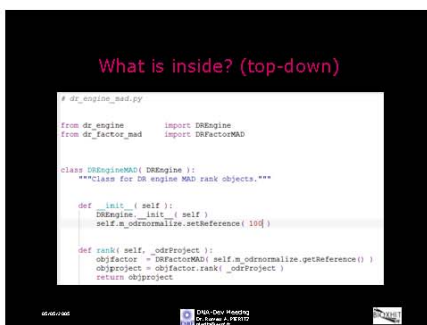 What is inside? (top-down)
# dr_engine_mad.py
from dr_engine import DREngine
from dr_factor_mad import DRFactorMAD
class DREngineMAD( DREngine ):
"""Class for DR engine MAD rank objects."""
def __init__( self ):
DREngine.__init__( self )
self.m_odrnormalize.setReference( 100 )
def rank( self, _odrProject ):
objfactor = DRFactorMAD( self.m_odrnormalize.getReference() )
objproject = objfactor.rank( _odrProject )
return objproject
DNA-Dev Meeting